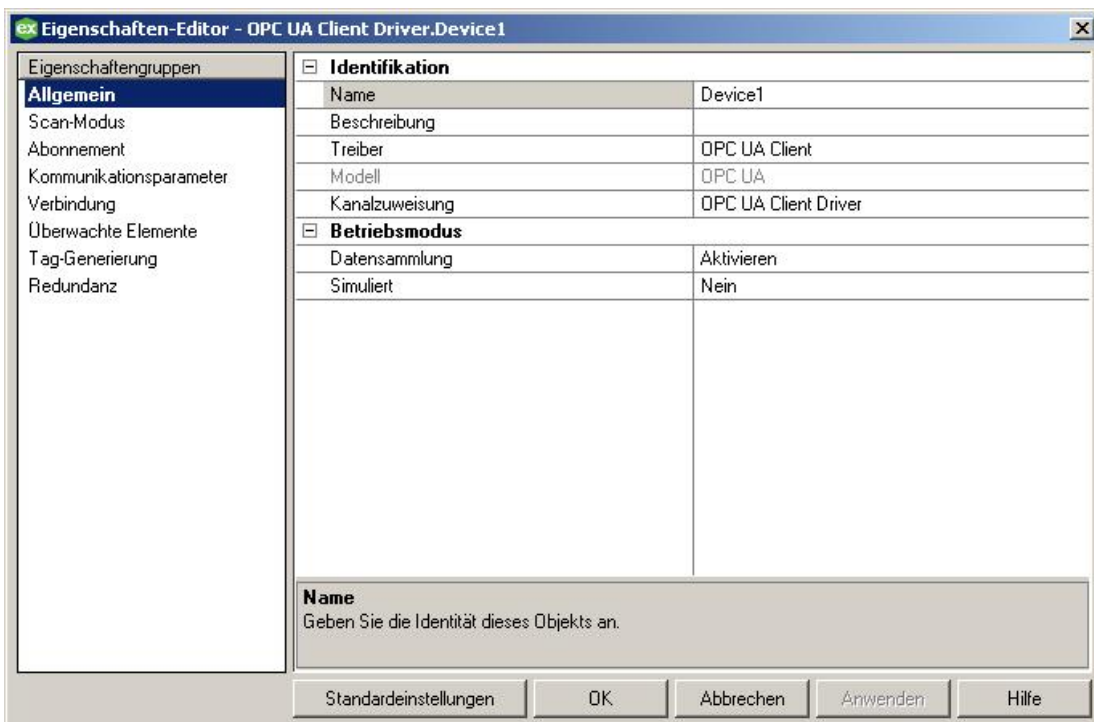 ex Eigenschaften-Editor - OPC UA Client Driver.Device1
Eigenschaftengruppen
Allgemein
Scan-Modus
Abonnement
Kommunikationsparameter
Verbindung
Überwachte Elemente
Tag-Generierung
Redundanz
Identifikation
Name Device1
Beschreibung
Treiber OPC UA Client
Modell OPC UA
Kanalzuweisung OPC UA Client Driver
Betriebsmodus
Datensammlung Aktivieren
Simuliert Nein
Name
Geben Sie die Identität dieses Objekts an.
Standardeinstellungen OK Abbrechen Anwenden Hilfe